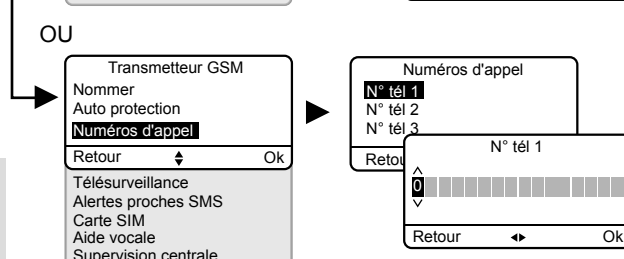 OU
Transmetteur GSM
Nommer
Auto protection
Numéros d'appel
Retour Ok
Télésurveillance
Alertes proches SMS
Carte SIM
Aide vocale
Supervision centrale
Numéros d'appel
N° tél 1
N° tél 2
N° tél 3
Retou
N° tél 1
0
Retour Ok